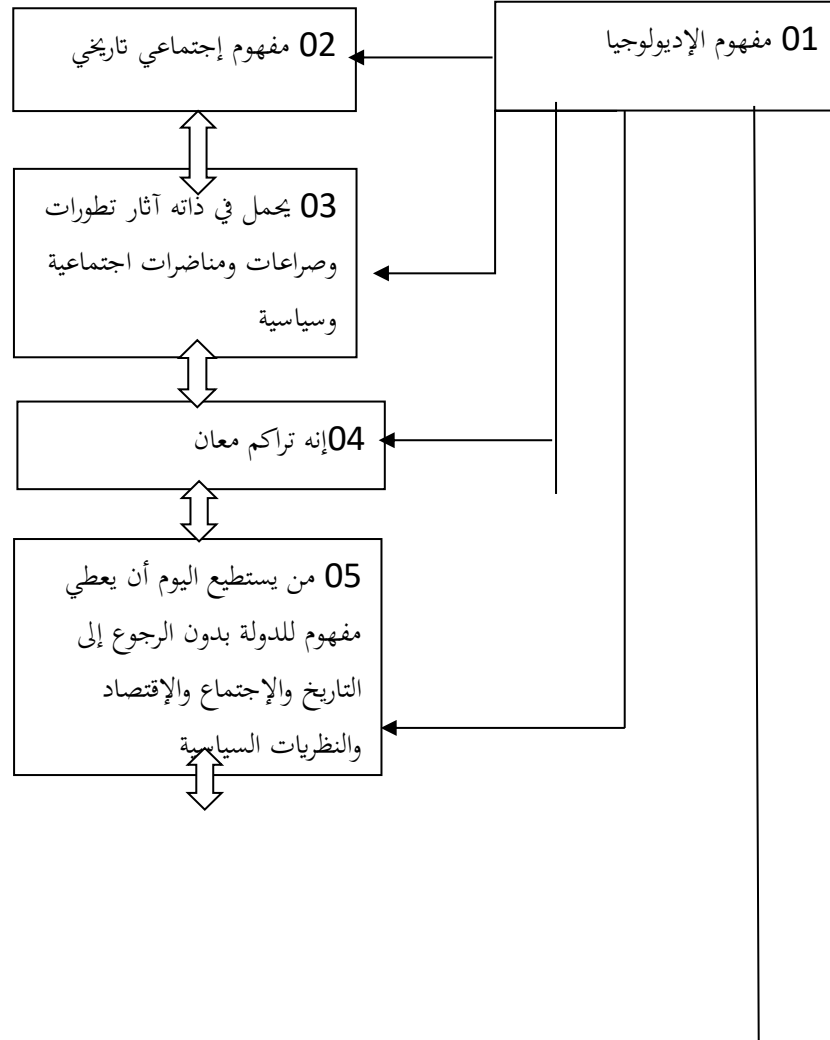 01 مفهوم الإديولوجيا
02 مفهوم إجتماعي تاريخي
03 يحمل في ذاته آثار تطورات
وصراعات ومناضرات اجتماعية
وسياسية
04إنه تراكم معان
05 من يستطيع اليوم أن يعطي
مفهوم للدولة بدون الرجوع إلى
التاريخ والإجتماع والإقتصاد
والنظريات السياسية